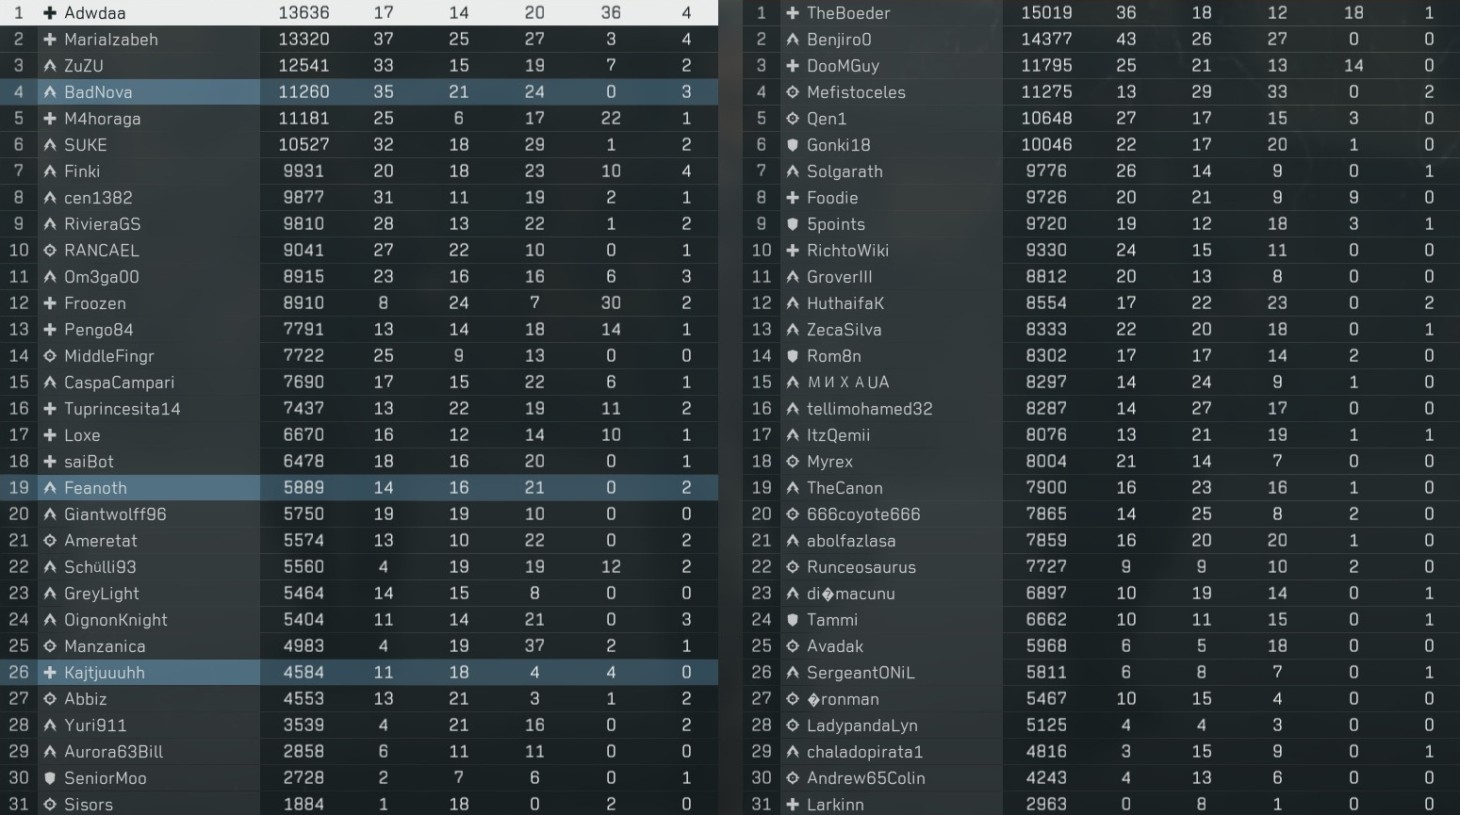 1 Adwdaa 13636 17 14 20 36 4
2 MariaIzabeh 13320 37 25 27 3 4
3 ZuZU 12541 33 15 19 7 2
4 BadNova 11260 35 21 24 0 3
5 M4horaga 11181 25 6 17 22 1
6 SUKE 10527 32 18 29 1 2
7 Finki 9931 20 18 23 10 4
8 cen1382 9877 31 11 19 2 1
9 RivieraGS 9810 28 13 22 1 2
10 RANCAEL 9041 27 22 10 0 1
11 Om3ga00 8915 23 16 16 6 3
12 Froozen 8910 8 24 7 30 2
13 Pengo84 7791 13 14 18 14 1
14 MiddleFingr 7722 25 9 13 0 0
15 CaspaCampari 7690 17 15 22 6 1
16 Tuprincesita14 7437 13 22 19 11 2
17 Loxe 6670 16 12 14 10 1
18 saiBot 6478 18 16 20 0 1
19 Feanoth 5889 14 16 21 0 2
20 Giantwolff96 5750 19 19 10 0 0
21 Ameretat 5574 13 10 22 0 2
22 Schülli93 5560 4 19 19 12 2
23 GreyLight 5464 14 15 8 0 0
24 OignonKnight 5404 11 14 21 0 3
25 Manzanica 4983 4 19 37 2 1
26 Kajtjuuuhh 4584 11 18 4 4 0
27 Abbiz 4553 13 21 3 1 2
28 Yuri911 3539 4 21 16 0 2
29 Aurora63Bill 2858 6 11 11 0 0
30 SeniorMoo 2728 2 7 6 0 1
31 Sisors 1884 1 18 0 2 0
1 TheBoeder 15019 36 18 12 18 1
2 Benjiro0 14377 43 26 27 0 0
3 DooMGuy 11795 25 21 13 14 0
4 Mefistoceles 11275 13 29 33 0 2
5 Qen1 10648 27 17 15 3 0
6 Gonki18 10046 22 17 20 1 0
7 Solgarath 9776 26 14 9 0 1
8 Foodie 9726 20 21 9 9 0
9 5points 9720 19 12 18 3 1
10 RichtoWiki 9330 24 15 11 0 0
11 GroverIII 8812 20 13 8 0 0
12 HuthaifaK 8554 17 22 23 0 2
13 ZecaSilva 8333 22 20 18 0 1
14 Rom8n 8302 17 17 14 2 0
15 МИХАUA 8297 14 24 9 1 0
16 tellimohamed32 8287 14 27 17 0 0
17 ItzQemii 8076 13 21 19 1 1
18 Myrex 8004 21 14 7 0 0
19 TheCanon 7900 16 23 16 1 0
20 666coyote666 7865 14 25 8 2 0
21 abolfazlasa 7859 16 20 20 1 0
22 Runceosaurus 7727 9 9 10 2 0
23 di�macunu 6897 10 19 14 0 1
24 Tammi 6662 10 11 15 0 1
25 Avadak 5968 6 5 18 0 0
26 SergeantONiL 5811 6 8 7 0 1
27 �ronman 5467 10 15 4 0 0
28 LadypandaLyn 5125 4 4 3 0 0
29 chaladopirata1 4816 3 15 9 0 1
30 Andrew65Colin 4243 4 13 6 0 0
31 Larkinn 2963 0 8 1 0 0